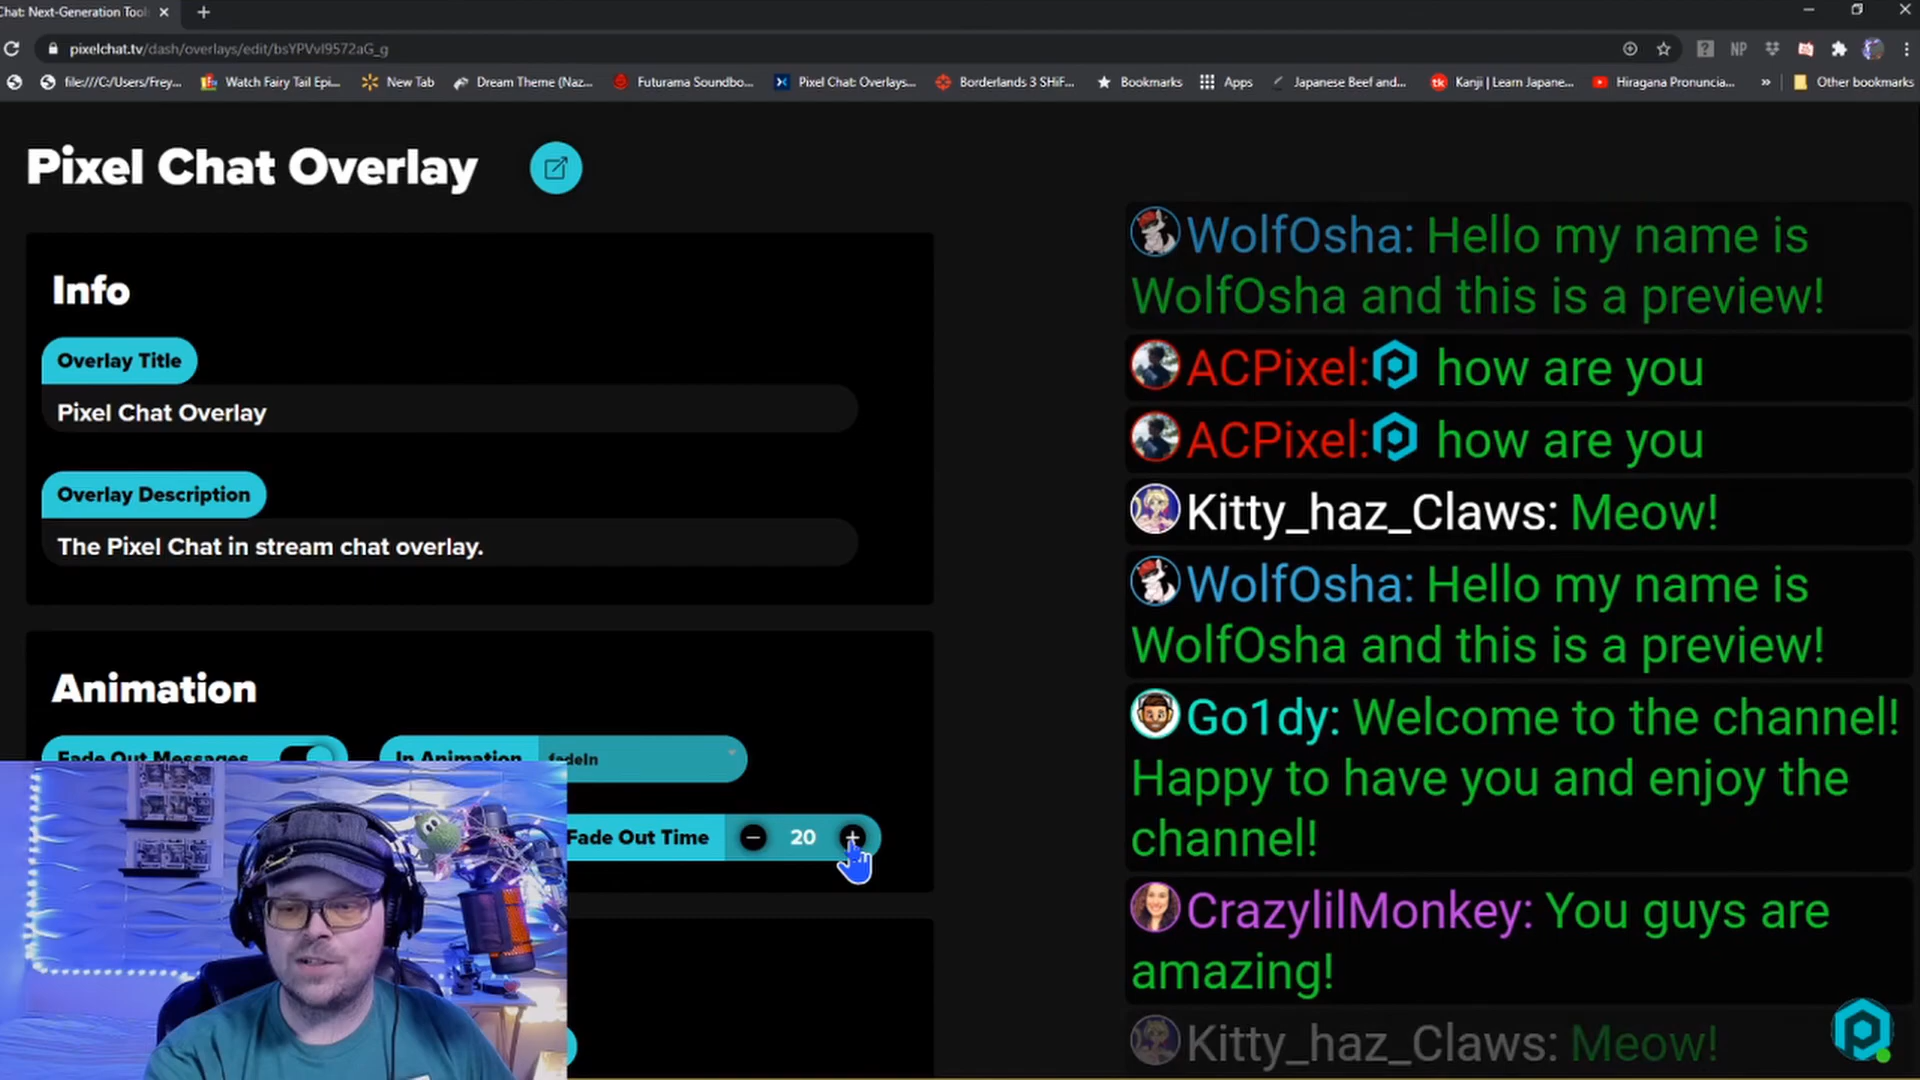 Chat: Next-Generation Tool
pixelchat.tv/dash/overlays/edit/bsYPVvI9572aG_g
NP
file:///C:/Users/Frey...
Watch Fairy Tail Epi...
New Tab
Dream Theme (Naz...
Futurama Soundbo...
Pixel Chat: Overlays...
Borderlands 3 SHiF...
Bookmarks
Apps
Japanese Beef and...
tk
Kanji | Learn Japane...
Hiragana Pronuncia...
»
Other bookmarks
Pixel Chat Overlay
Info
Overlay Title
Pixel Chat Overlay
Overlay Description
The Pixel Chat in stream chat overlay.
Animation
Fade Out Messages
In Animation
fadeIn
Fade Out Time
20
WolfOsha: Hello my name is
WolfOsha and this is a preview!
ACPixel: how are you
ACPixel: how are you
Kitty_haz_Claws: Meow!
WolfOsha: Hello my name is
WolfOsha and this is a preview!
Go1dy: Welcome to the channel!
Happy to have you and enjoy the
channel!
CrazylilMonkey: You guys are
amazing!
Kitty_haz_Claws: Meow!